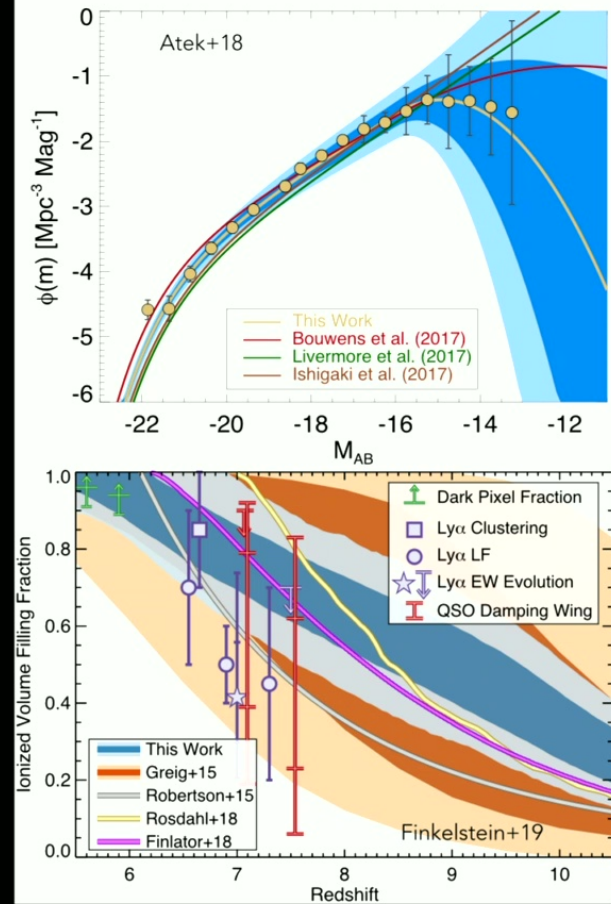 Atek+18
0
-1
-2
-3
-4
-5
-6
ϕ(m) [Mpc⁻³ Mag⁻¹]
This Work
Bouwens et al. (2017)
Livermore et al. (2017)
Ishigaki et al. (2017)
-22 -20 -18 -16 -14 -12
M_AB
1.0
0.8
0.6
0.4
0.2
0.0
Ionized Volume Filling Fraction
Dark Pixel Fraction
Lyα Clustering
Lyα LF
Lyα EW Evolution
QSO Damping Wing
This Work
Greig+15
Robertson+15
Rosdahl+18
Finlator+18
Finkelstein+19
6 7 8 9 10
Redshift